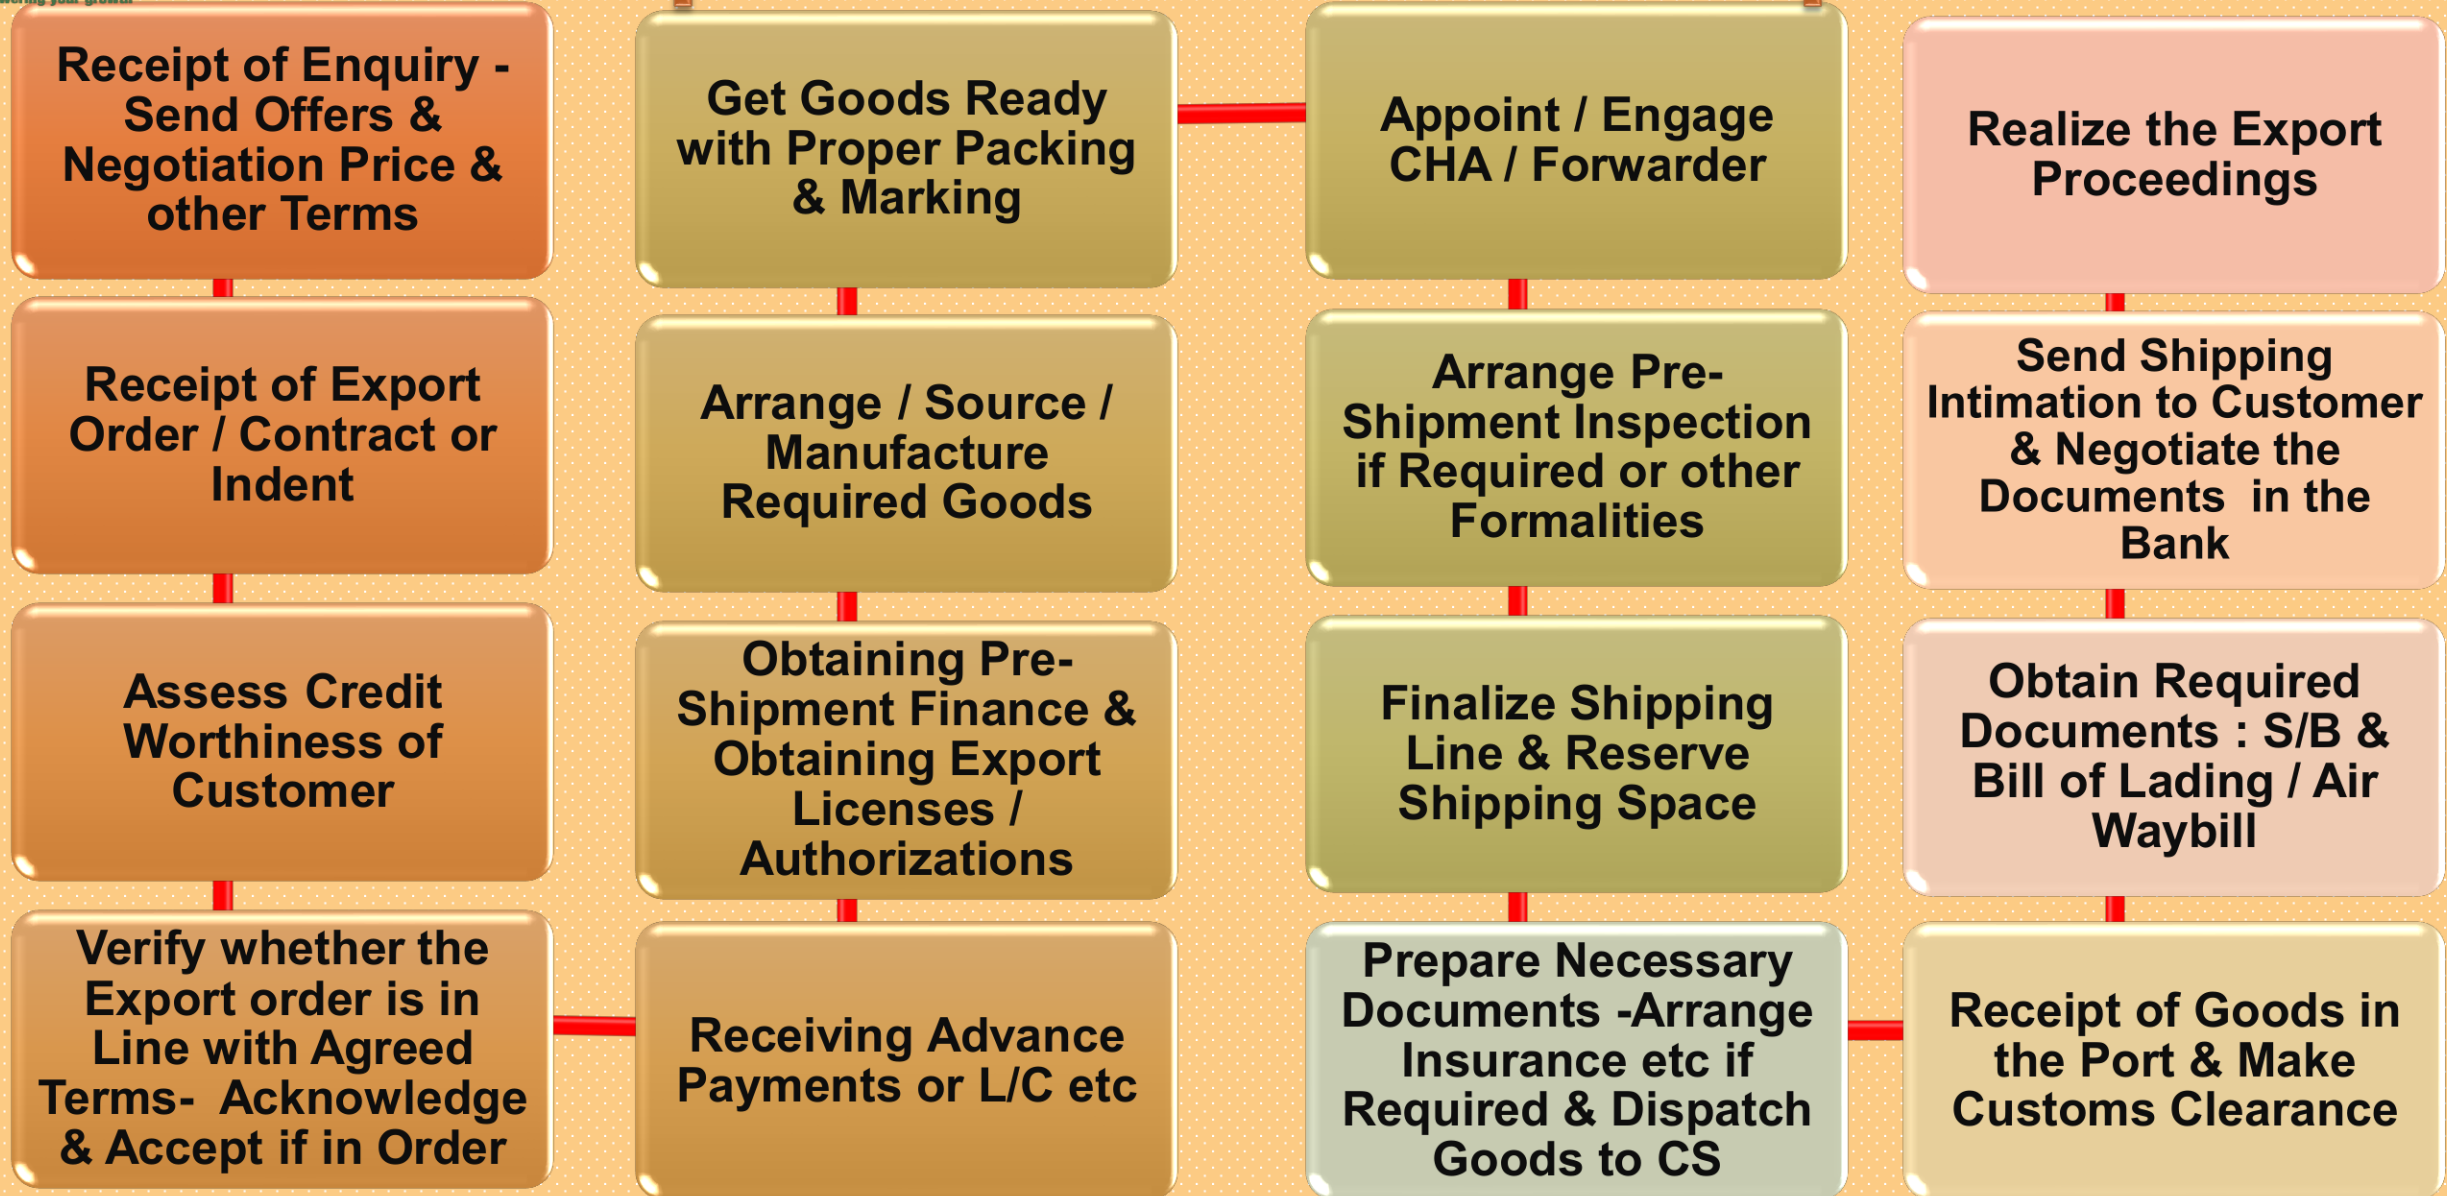 Receipt of Enquiry -
Send Offers &
Negotiation Price &
other Terms
Receipt of Export
Order / Contract or
Indent
Assess Credit
Worthiness of
Customer
Verify whether the
Export order is in
Line with Agreed
Terms-  Acknowledge
& Accept if in Order
Receiving Advance
Payments or L/C etc
Obtaining Pre-
Shipment Finance &
Obtaining Export
Licenses /
Authorizations
Arrange / Source /
Manufacture
Required Goods
Get Goods Ready
with Proper Packing
& Marking
Appoint / Engage
CHA / Forwarder
Arrange Pre-
Shipment Inspection
if Required or other
Formalities
Finalize Shipping
Line & Reserve
Shipping Space
Prepare Necessary
Documents -Arrange
Insurance etc if
Required & Dispatch
Goods to CS
Receipt of Goods in
the Port & Make
Customs Clearance
Obtain Required
Documents : S/B &
Bill of Lading / Air
Waybill
Send Shipping
Intimation to Customer
& Negotiate the
Documents  in the
Bank
Realize the Export
Proceedings